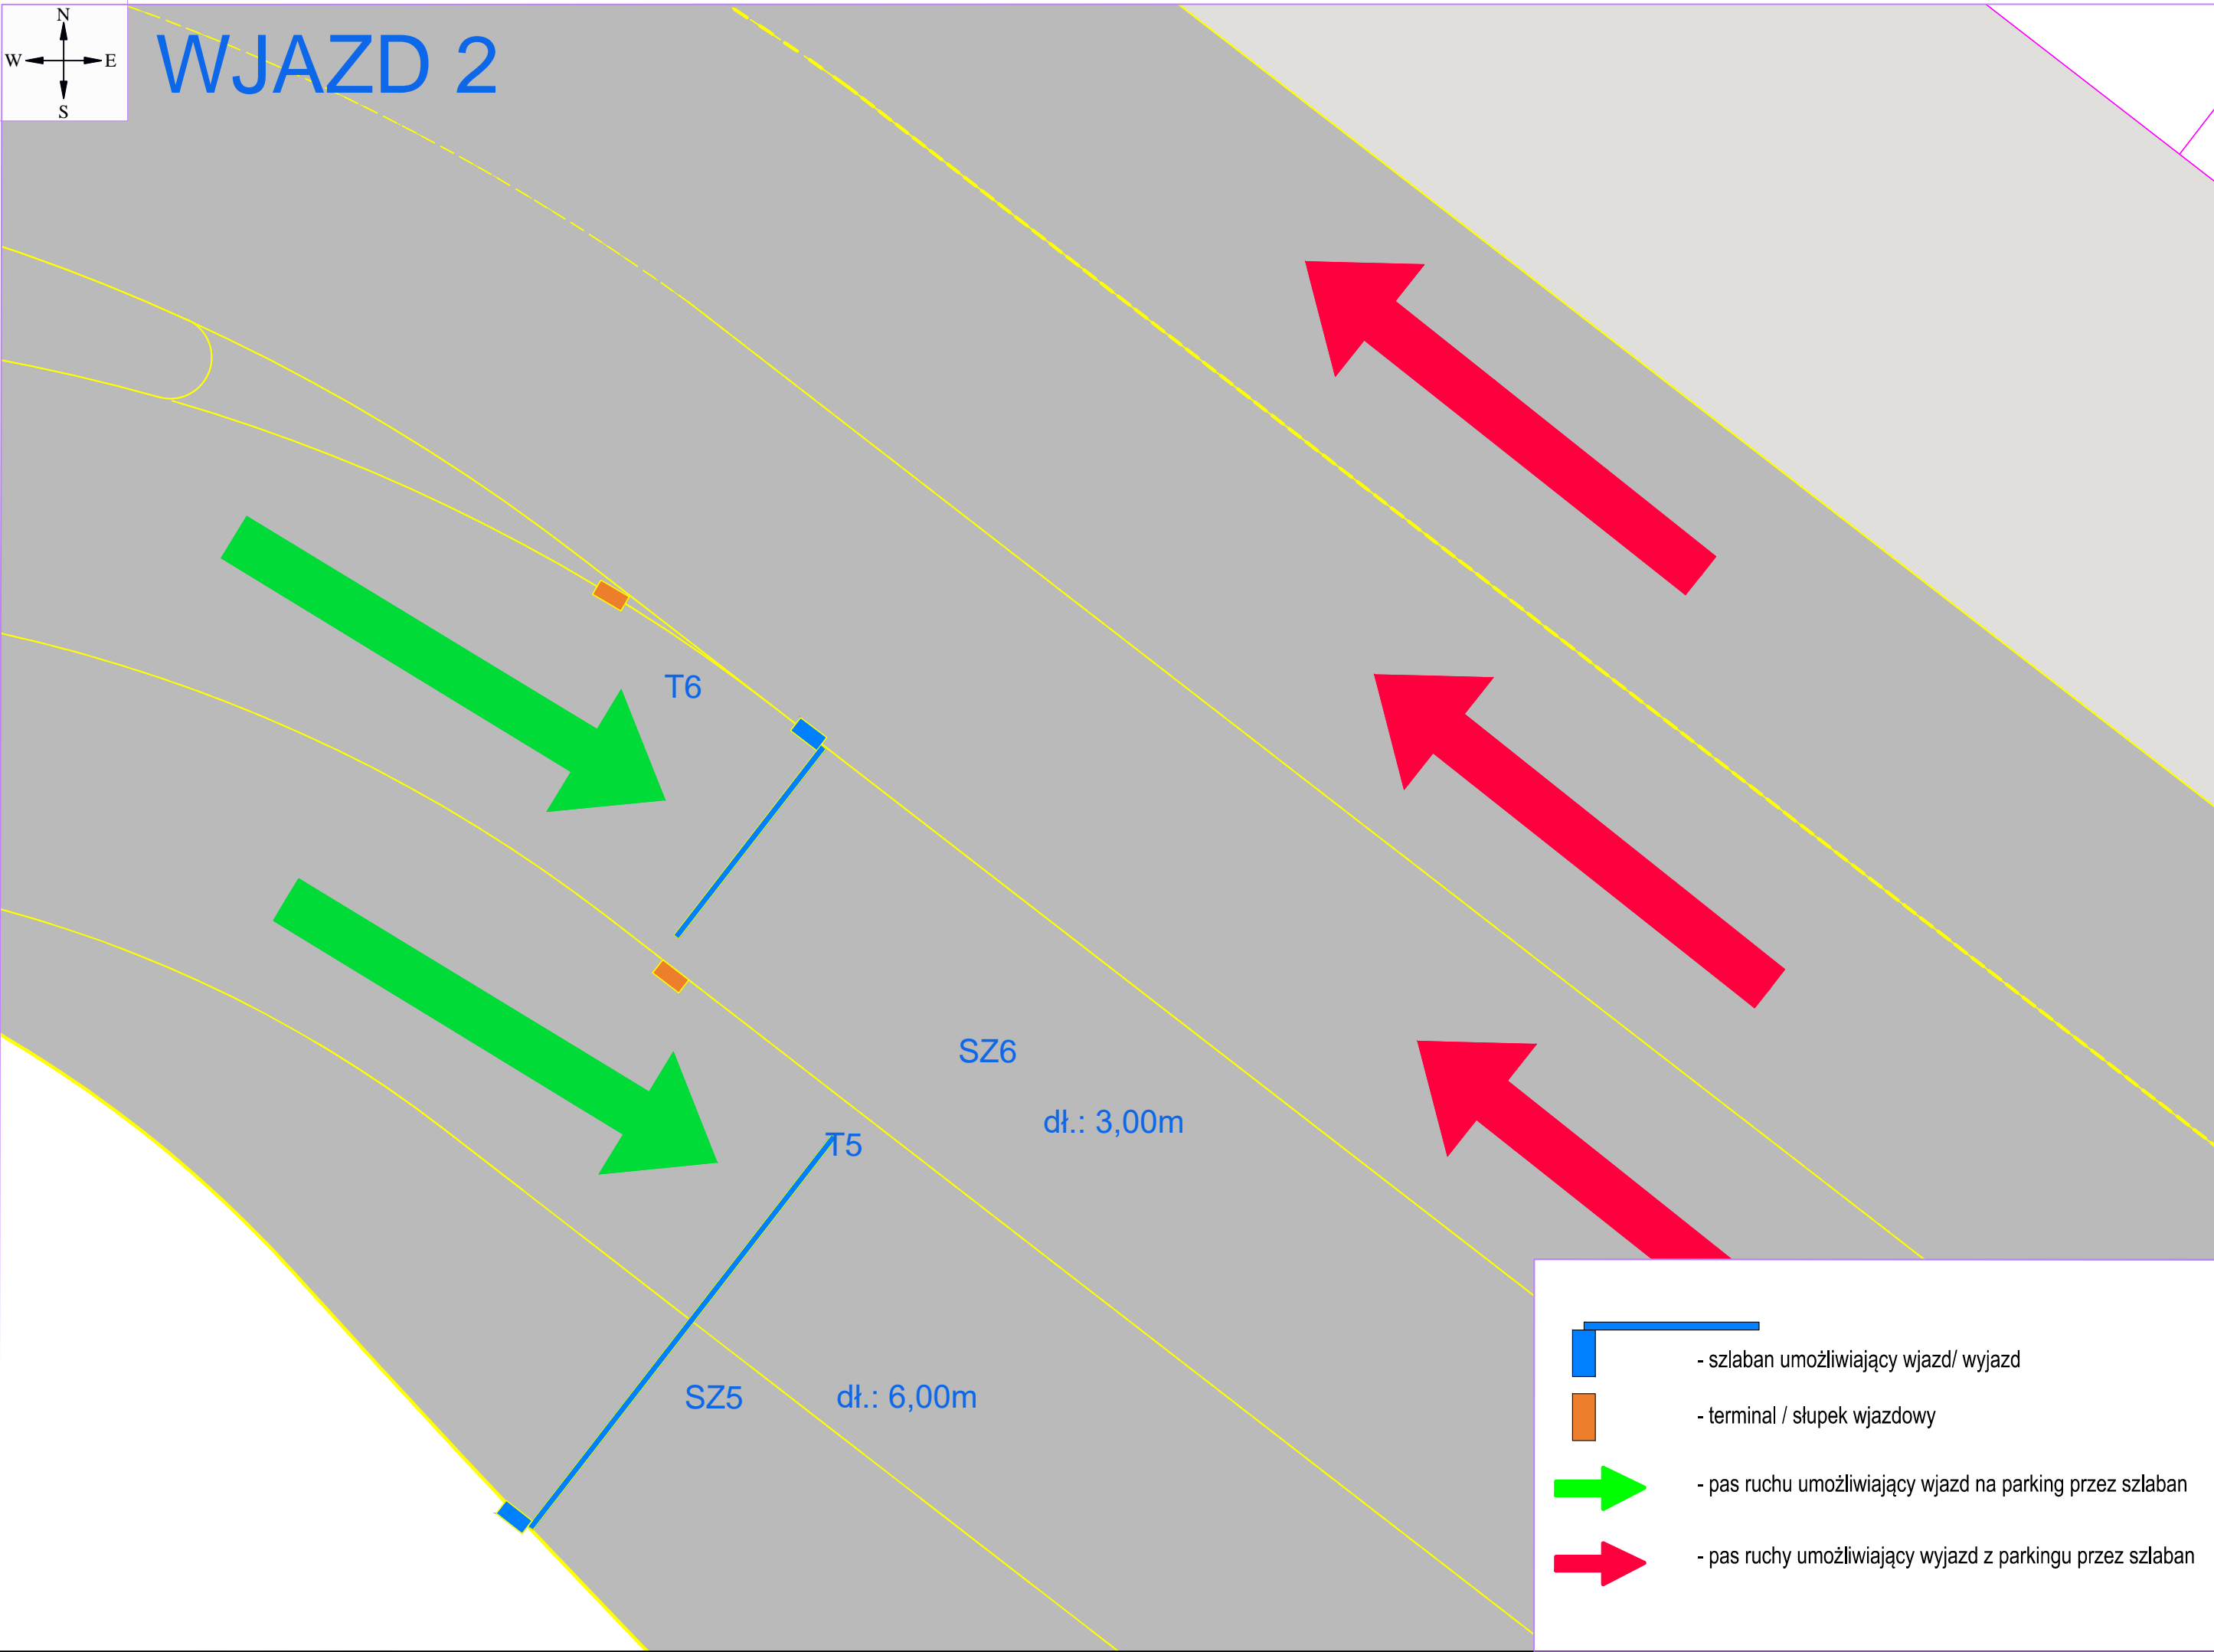 N
W E
S
WJAZD 2
T6
SZ6
dł.: 3,00m
T5
SZ5
dł.: 6,00m
- szlaban umożliwiający wjazd/ wyjazd
- terminal / słupek wjazdowy
- pas ruchu umożliwiający wjazd na parking przez szlaban
- pas ruchy umożliwiający wyjazd z parkingu przez szlaban